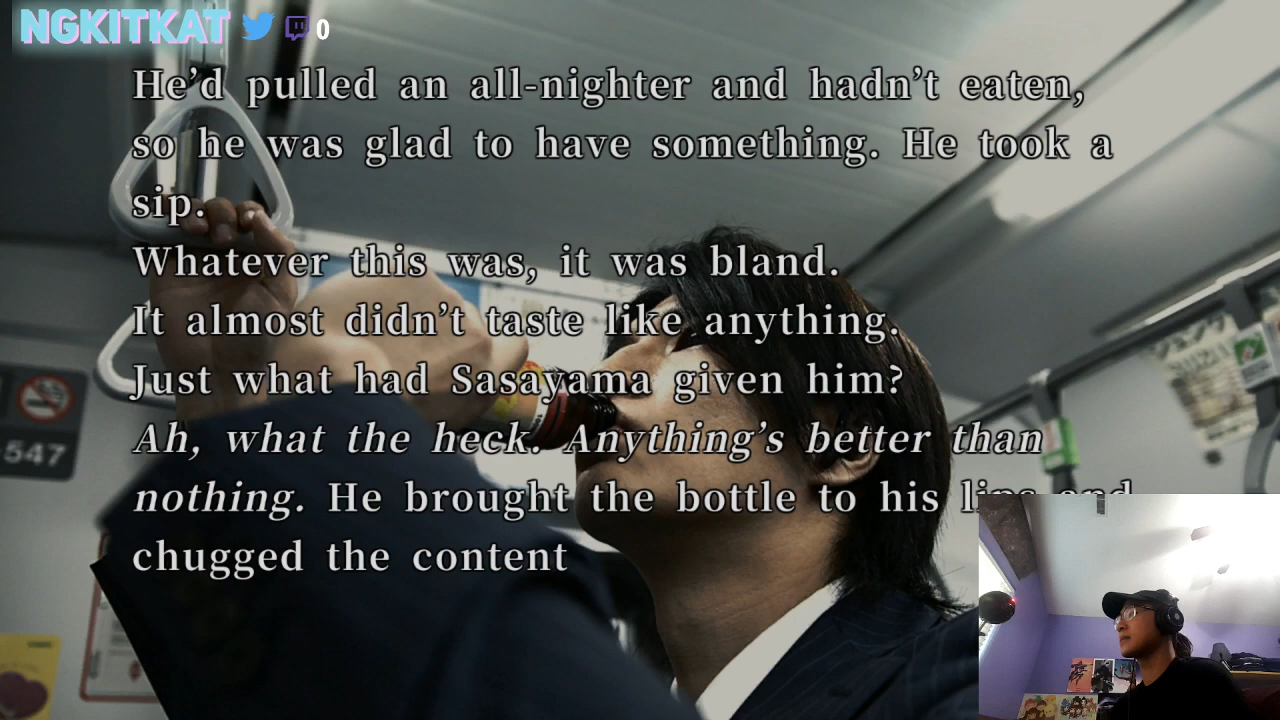 NGKITKAT 0
He’d pulled an all-nighter and hadn’t eaten,
so he was glad to have something. He took a
sip.
Whatever this was, it was bland.
It almost didn’t taste like anything.
Just what had Sasayama given him?
Ah, what the heck. Anything’s better than
nothing. He brought the bottle to his lips and
chugged the content
547